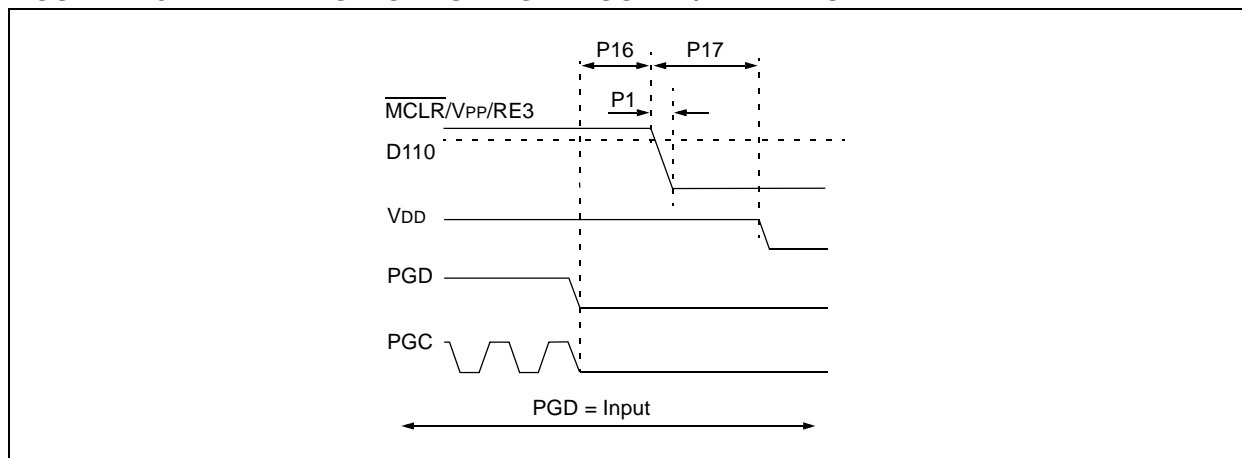 P16 P17
P1
MCLR/VPP/RE3
D110
VDD
PGD
PGC
PGD = Input